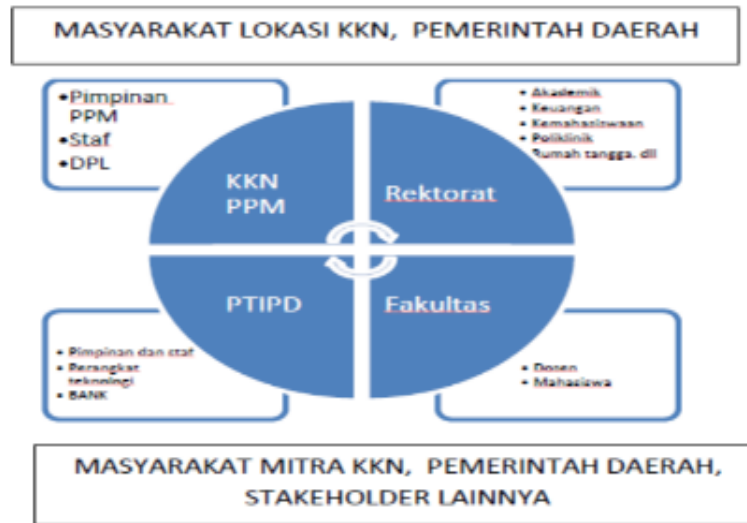 MASYARAKAT LOKASI KKN, PEMERINTAH DAERAH
•Pimpinan
PPM
•Staf
•DPL
• Akademik
• Keuangan
• Kemahasiswaan
• Poliklinik
Rumah tangga. dll
KKN
PPM
Rektorat
PTIPD
Fakultas
• Pimpinan dan staf
• Perangkat
teknologi
• BANK
• Dosen
• Mahasiswa
MASYARAKAT MITRA KKN, PEMERINTAH DAERAH,
STAKEHOLDER LAINNYA